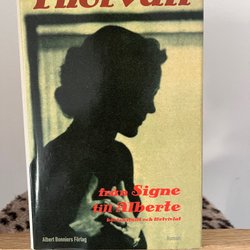 Thorvall
från Signe
till Alberte
Albert Bonniers Förlag
Roman